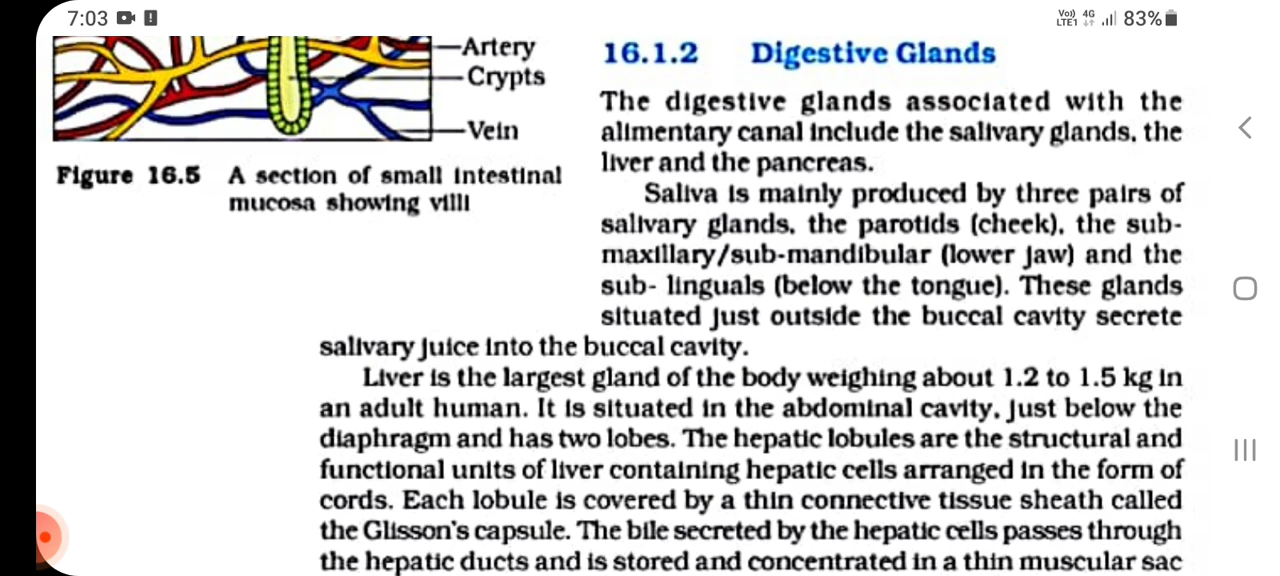 7:03
Vo)) 4G
LTE1 83%
Artery
Crypts
Vein
Figure 16.5 A section of small intestinal
mucosa showing villi
16.1.2 Digestive Glands
The digestive glands associated with the
alimentary canal include the salivary glands, the
liver and the pancreas.
Saliva is mainly produced by three pairs of
salivary glands, the parotids (cheek), the sub-
maxillary/sub-mandibular (lower jaw) and the
sub- linguals (below the tongue). These glands
situated just outside the buccal cavity secrete
salivary juice into the buccal cavity.
Liver is the largest gland of the body weighing about 1.2 to 1.5 kg in
an adult human. It is situated in the abdominal cavity, just below the
diaphragm and has two lobes. The hepatic lobules are the structural and
functional units of liver containing hepatic cells arranged in the form of
cords. Each lobule is covered by a thin connective tissue sheath called
the Glisson's capsule. The bile secreted by the hepatic cells passes through
the hepatic ducts and is stored and concentrated in a thin muscular sac